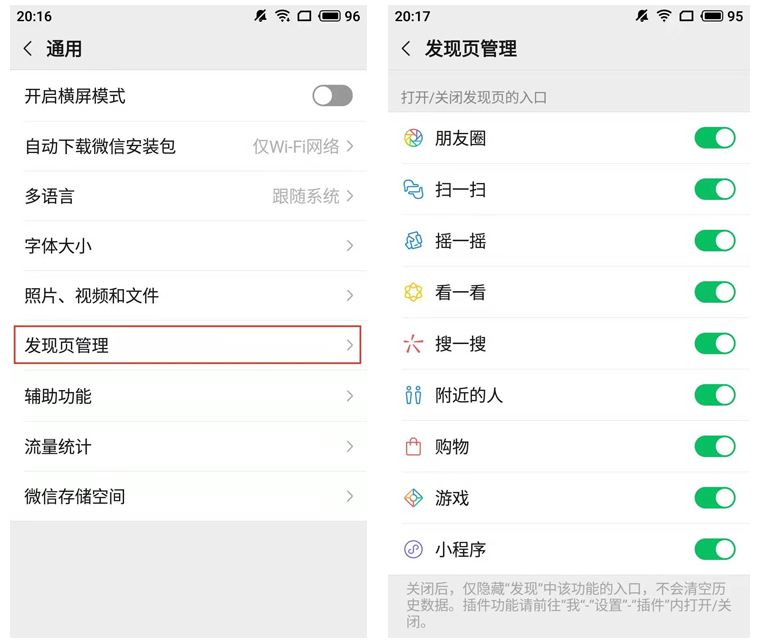 20:16
96
通用
开启横屏模式
自动下载微信安装包 仅Wi-Fi网络
多语言 跟随系统
字体大小
照片、视频和文件
发现页管理
辅助功能
流量统计
微信存储空间
20:17
95
发现页管理
打开/关闭发现页的入口
朋友圈
扫一扫
摇一摇
看一看
搜一搜
附近的人
购物
游戏
小程序
关闭后，仅隐藏“发现”中该功能的入口，不会清空历
史数据。插件功能请前往“我”-“设置”-“插件”内打开/关
闭。